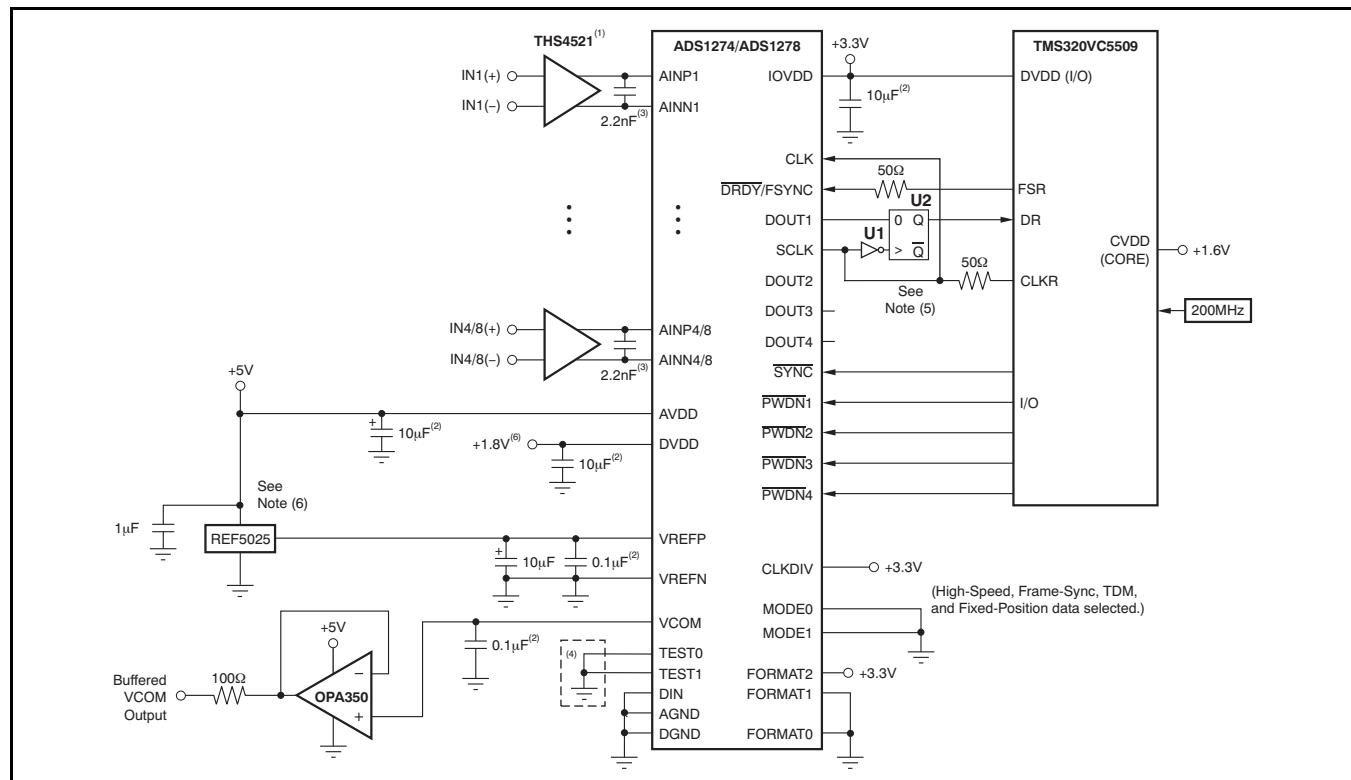 THS4521(1)
ADS1274/ADS1278
TMS320VC5509
+3.3V
IN1(+)
IN1(−)
AINP1
AINN1
2.2nF(3)
IOVDD
10µF(2)
DVDD (I/O)
CLK
50Ω
DRDY/FSYNC
FSR
U2
DOUT1
0 Q
DR
U1
SCLK
> Q
CVDD
(CORE)
+1.6V
50Ω
DOUT2
See
Note (5)
CLKR
DOUT3
200MHz
DOUT4
IN4/8(+)
IN4/8(−)
AINP4/8
AINN4/8
2.2nF(3)
SYNC
+5V
PWDN1
I/O
AVDD
10µF(2)
PWDN2
+1.8V(6)
DVDD
10µF(2)
PWDN3
PWDN4
See
Note (6)
1µF
REF5025
VREFP
10µF
0.1µF(2)
VREFN
CLKDIV
+3.3V
(High-Speed, Frame-Sync, TDM,
and Fixed-Position data selected.)
MODE0
MODE1
VCOM
0.1µF(2)
+5V
(4)
TEST0
TEST1
FORMAT2
+3.3V
Buffered
VCOM
Output
100Ω
−
OPA350
+
DIN
FORMAT1
AGND
DGND
FORMAT0